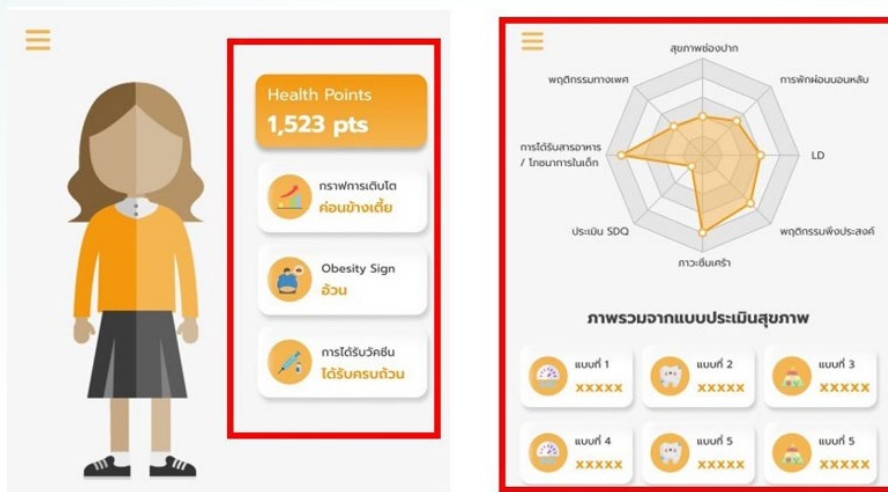 Health Points
1,523 pts
กราฟการเติบโต
ค่อนข้างเตี้ย
Obesity Sign
อ้วน
การได้รับวัคซีน
ได้รับครบถ้วน
สุขภาพช่องปาก
การพักผ่อนนอนหลับ
LD
พฤติกรรมพึงประสงค์
ภาวะซึมเศร้า
ประเมิน SDQ
การได้รับสารอาหาร
/ โภชนาการในเด็ก
พฤติกรรมทางเพศ
ภาพรวมจากแบบประเมินสุขภาพ
แบบที่ 1
xxxxx
แบบที่ 2
xxxxx
แบบที่ 3
xxxxx
แบบที่ 4
xxxxx
แบบที่ 5
xxxxx
แบบที่ 5
xxxxx